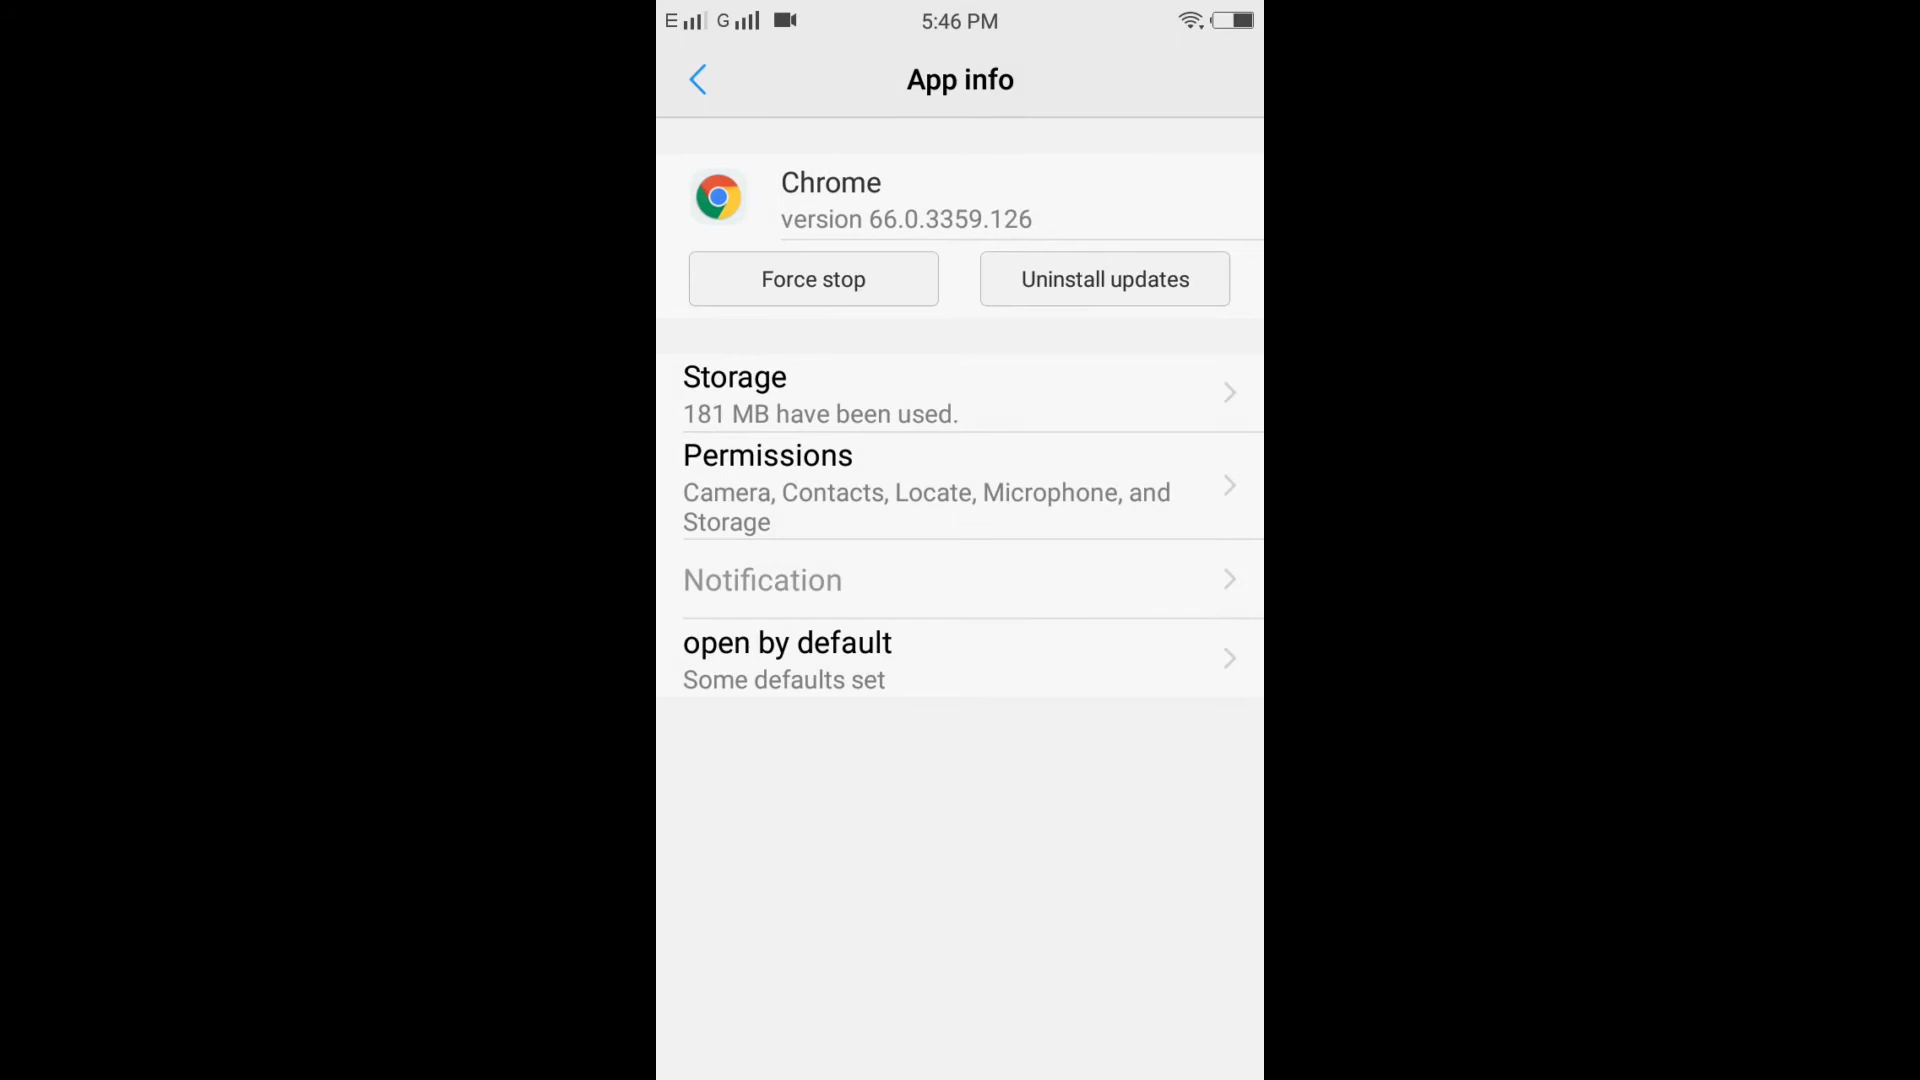 E G 5:46 PM
App info
Chrome
version 66.0.3359.126
Force stop Uninstall updates
Storage
181 MB have been used.
Permissions
Camera, Contacts, Locate, Microphone, and
Storage
Notification
open by default
Some defaults set